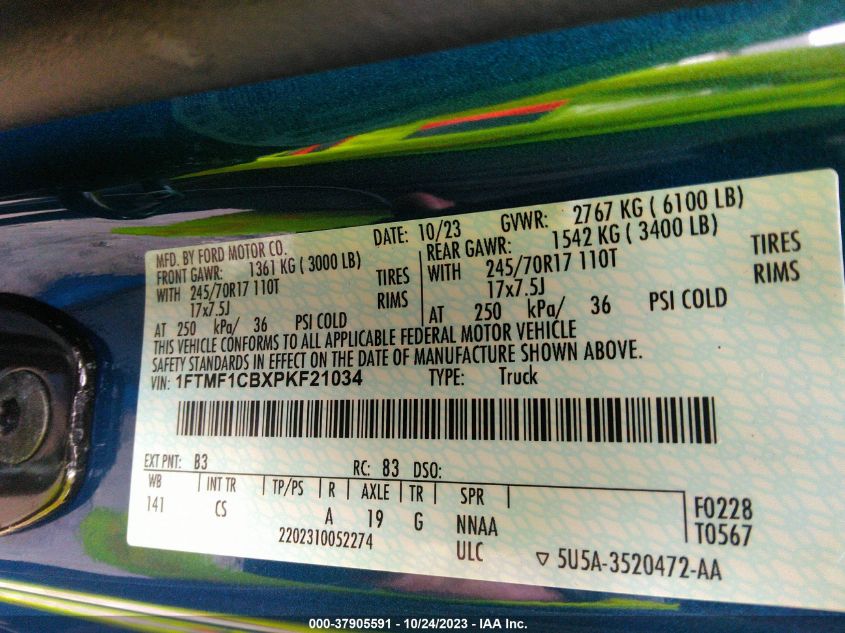 MFD. BY FORD MOTOR CO. DATE: 10/23 GVWR: 2767 KG ( 6100 LB)
FRONT GAWR: 1361 KG ( 3000 LB) REAR GAWR: 1542 KG ( 3400 LB)
WITH 245/70R17 110T TIRES WITH 245/70R17 110T TIRES
17x7.5J RIMS 17x7.5J RIMS
AT 250 kPa/ 36 PSI COLD AT 250 kPa/ 36 PSI COLD
THIS VEHICLE CONFORMS TO ALL APPLICABLE FEDERAL MOTOR VEHICLE
SAFETY STANDARDS IN EFFECT ON THE DATE OF MANUFACTURE SHOWN ABOVE.
VIN: 1FTMF1CBXPKF21034 TYPE: Truck
EXT PNT: B3 RC: 83 DSO:
WB INT TR TP/PS R AXLE TR SPR
141 CS A 19 G NNAA F0228
2202310052274 ULC T0567
5U5A-3520472-AA
000-37905591 - 10/24/2023 - IAA Inc.